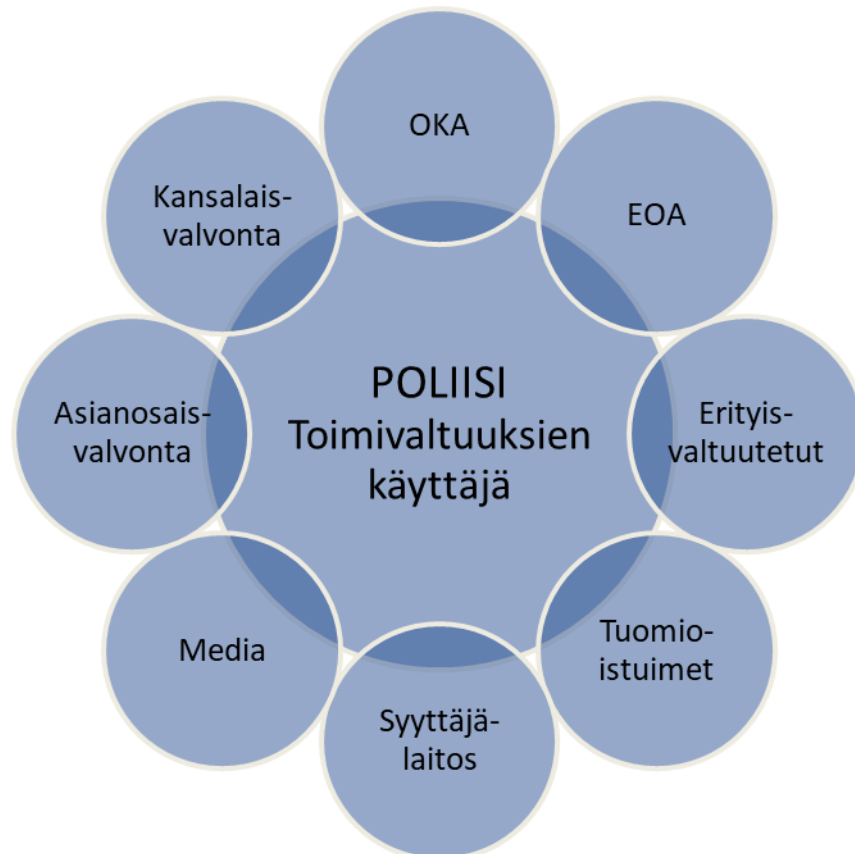 OKA
EOA
Erityis-
valtuutetut
Tuomio-
istuimet
Syyttäjä-
laitos
Media
Asianosais-
valvonta
Kansalais-
valvonta
POLIISI
Toimivaltuuksien
käyttäjä